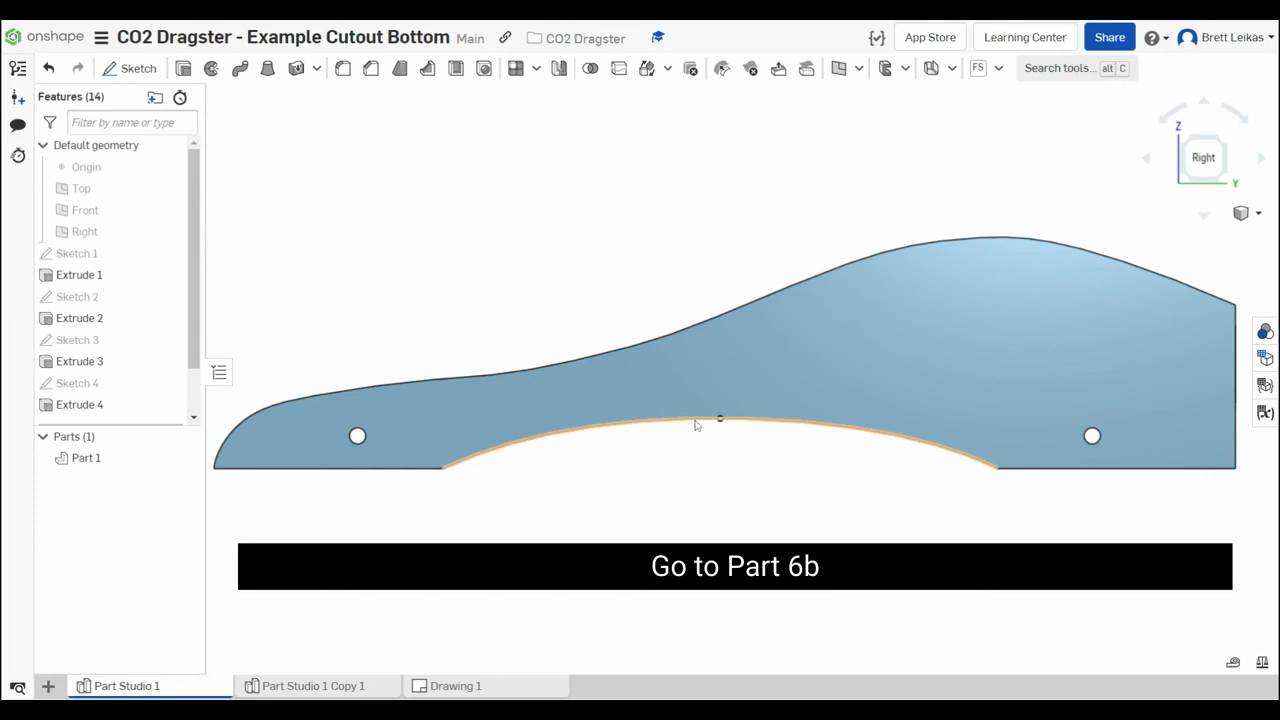 onshape CO2 Dragster - Example Cutout Bottom Main CO2 Dragster App Store Learning Center Share Brett Leikas
Sketch FS Search tools... alt C
Features (14)
Filter by name or type
Default geometry
Origin
Top
Front
Right
Sketch 1
Extrude 1
Sketch 2
Extrude 2
Sketch 3
Extrude 3
Sketch 4
Extrude 4
Parts (1)
Part 1
Z
Right
Y
Go to Part 6b
Part Studio 1 Part Studio 1 Copy 1 Drawing 1